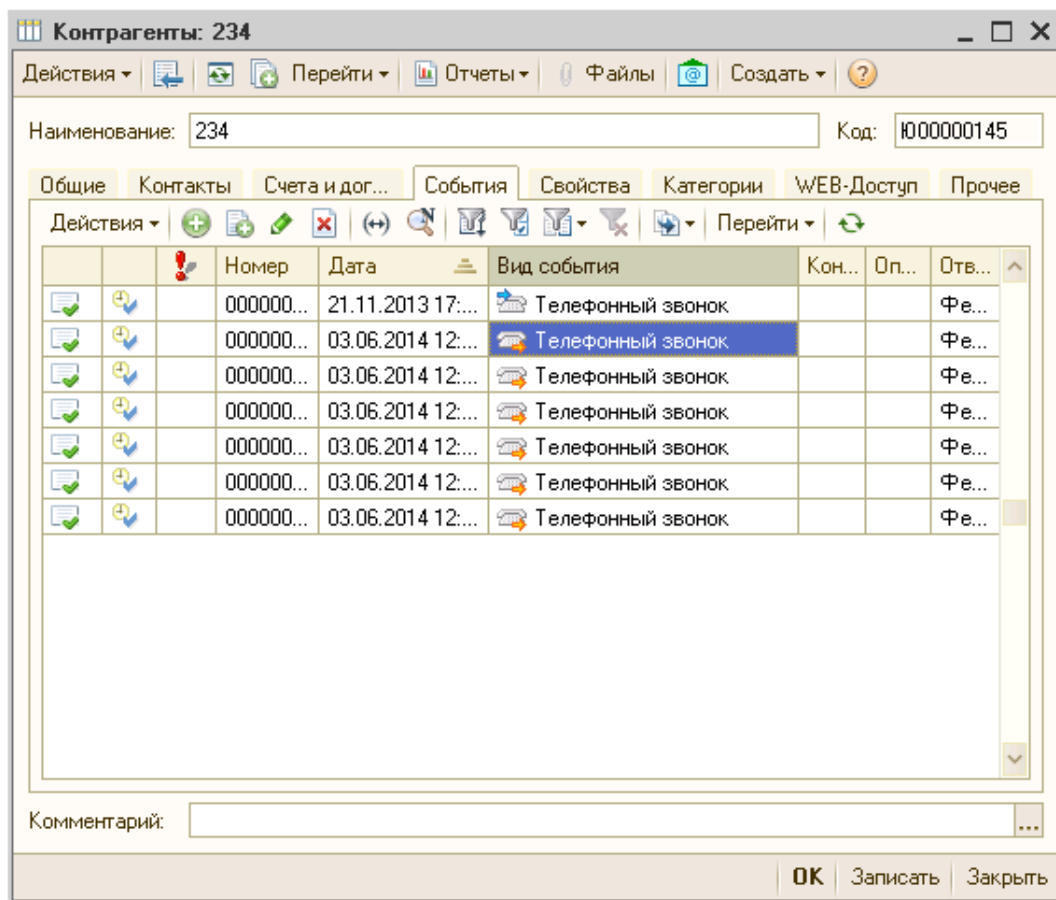 Контрагенты: 234
Действия Перейти Отчеты Файлы Создать
Наименование: 234 Код: Ю00000145
Общие Контакты Счета и дог... События Свойства Категории WEB-Доступ Прочее
Действия Перейти
Номер Дата Вид события Кон... Оп... Отв...
000000... 21.11.2013 17:... Телефонный звонок Фе...
000000... 03.06.2014 12:... Телефонный звонок Фе...
000000... 03.06.2014 12:... Телефонный звонок Фе...
000000... 03.06.2014 12:... Телефонный звонок Фе...
000000... 03.06.2014 12:... Телефонный звонок Фе...
000000... 03.06.2014 12:... Телефонный звонок Фе...
000000... 03.06.2014 12:... Телефонный звонок Фе...
Комментарий: ...
OK Записать Закрыть